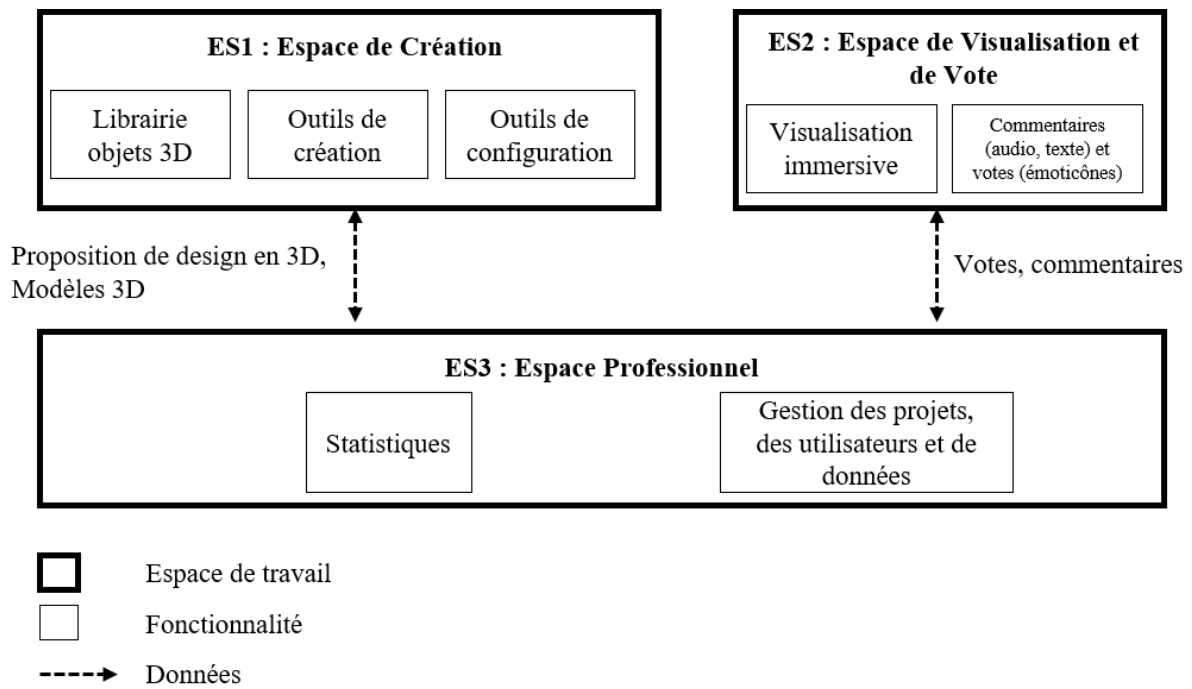 ES1 : Espace de Création
Librairie
objets 3D
Outils de
création
Outils de
configuration
ES2 : Espace de Visualisation et
de Vote
Visualisation
immersive
Commentaires
(audio, texte) et
votes (émoticônes)
Proposition de design en 3D,
Modèles 3D
Votes, commentaires
ES3 : Espace Professionnel
Statistiques
Gestion des projets,
des utilisateurs et de
données
Espace de travail
Fonctionnalité
Données